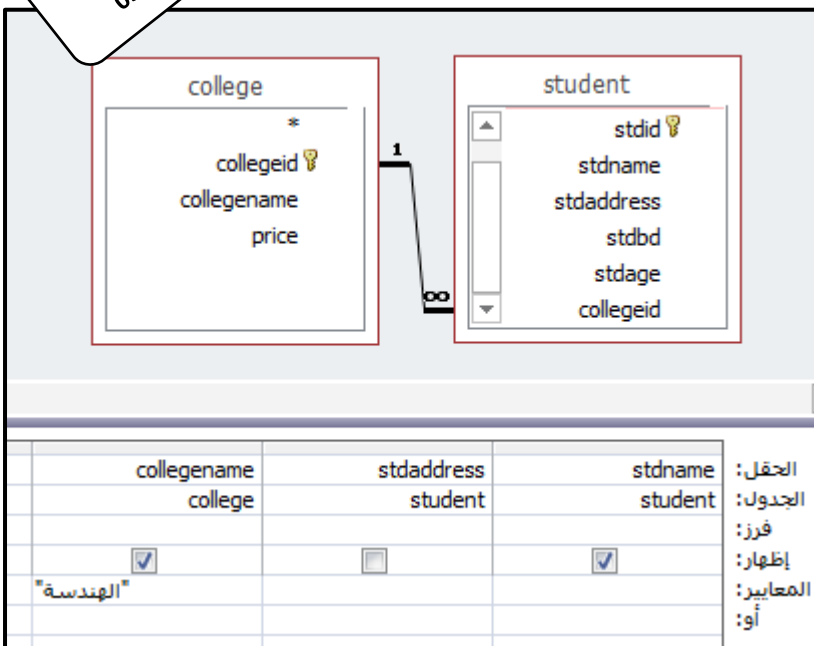 college
*
collegeid
collegename
price
student
stdid
stdname
stdaddress
stdbd
stdage
collegeid
1
∞
الحقل: stdname stdaddress collegename
الجدول: student student college
فرز:
إظهار:
المعايير: "الهندسة"
أو: